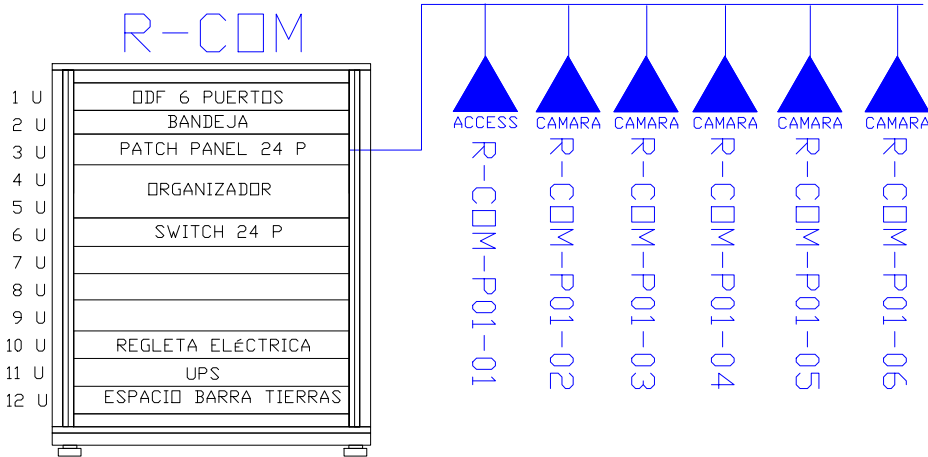 R-COM
1 U ODF 6 PUERTOS
2 U BANDEJA
3 U PATCH PANEL 24 P
4 U
ORGANIZADOR
5 U
6 U SWITCH 24 P
7 U
8 U
9 U
10 U REGLETA ELéCTRICA
11 U UPS
12 U ESPACIO BARRA TIERRAS
ACCESS
R-COM-P01-01
CAMARA
R-COM-P01-02
CAMARA
R-COM-P01-03
CAMARA
R-COM-P01-04
CAMARA
R-COM-P01-05
CAMARA
R-COM-P01-06